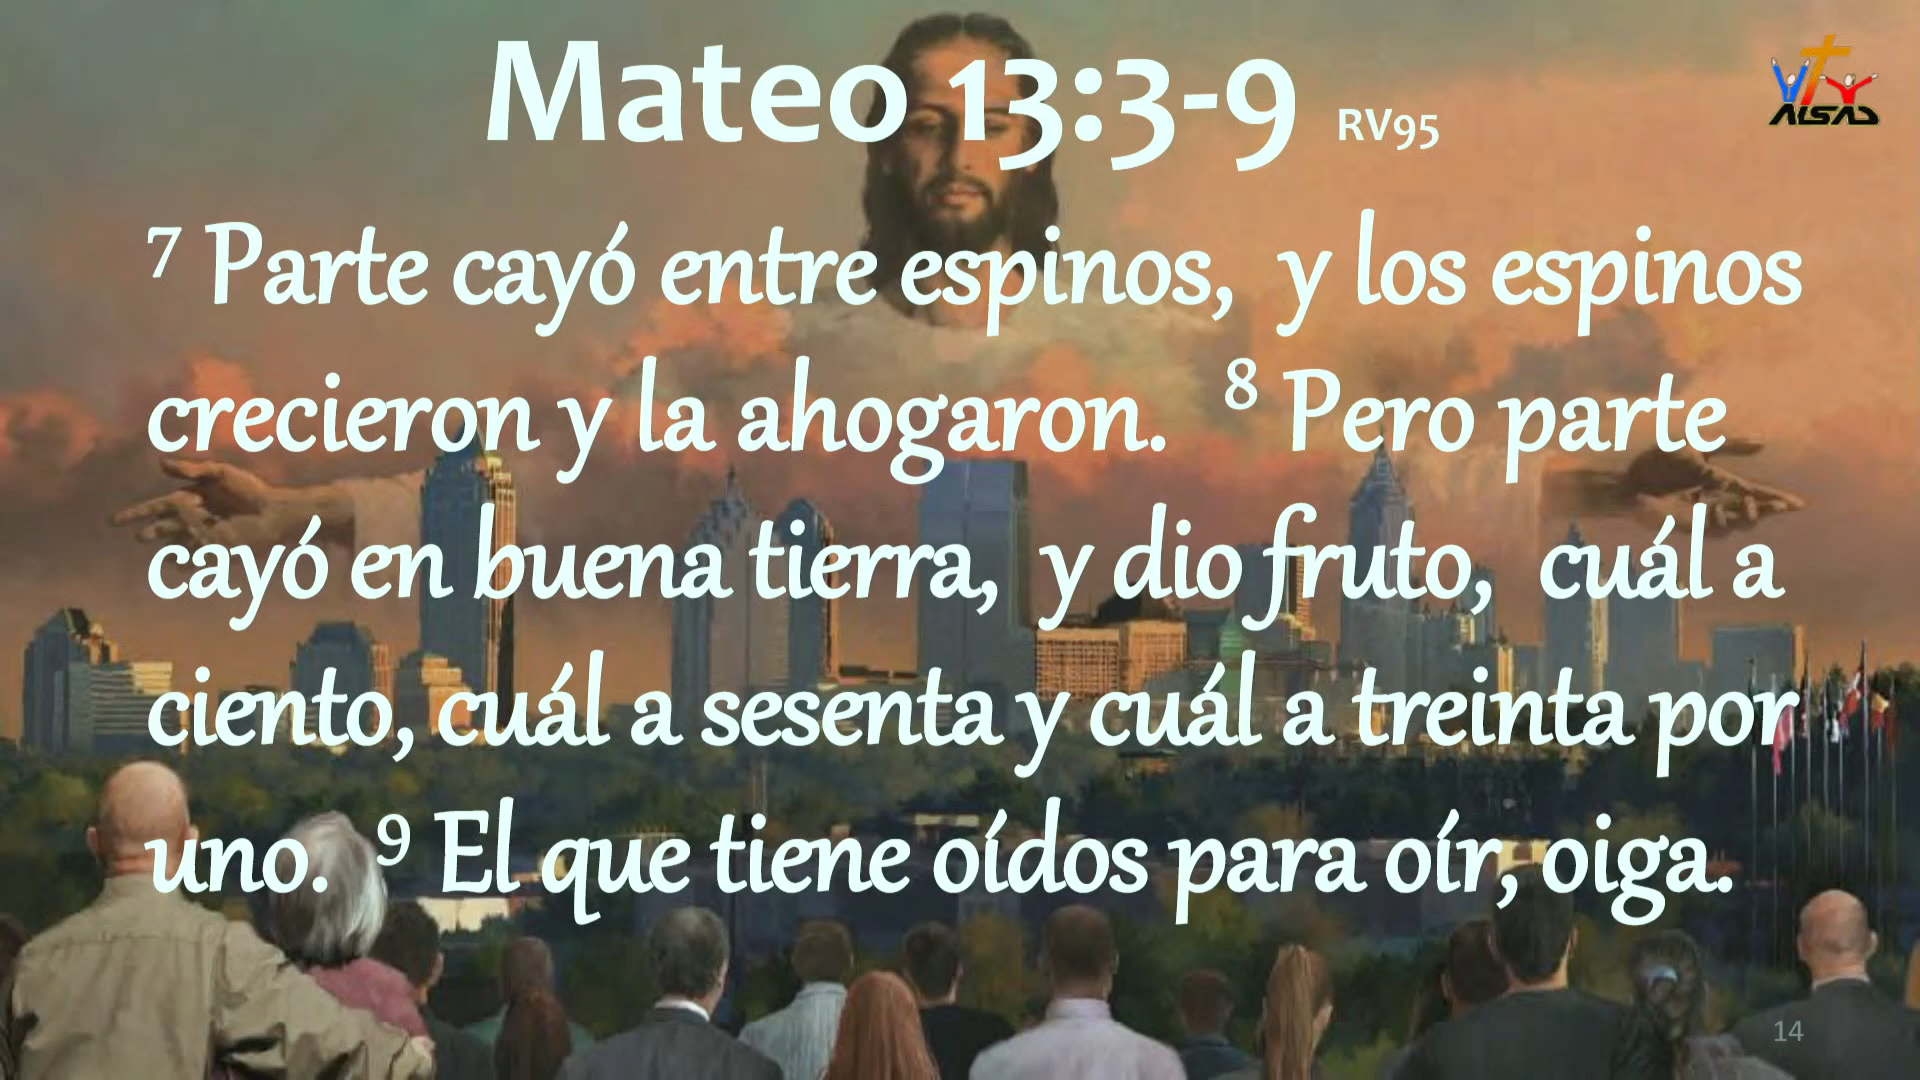 Mateo 13:3-9 RV95
ALSAD
7 Parte cayó entre espinos, y los espinos
crecieron y la ahogaron. 8 Pero parte
cayó en buena tierra, y dio fruto, cuál a
ciento, cuál a sesenta y cuál a treinta por
uno. 9 El que tiene oídos para oír, oiga.
14